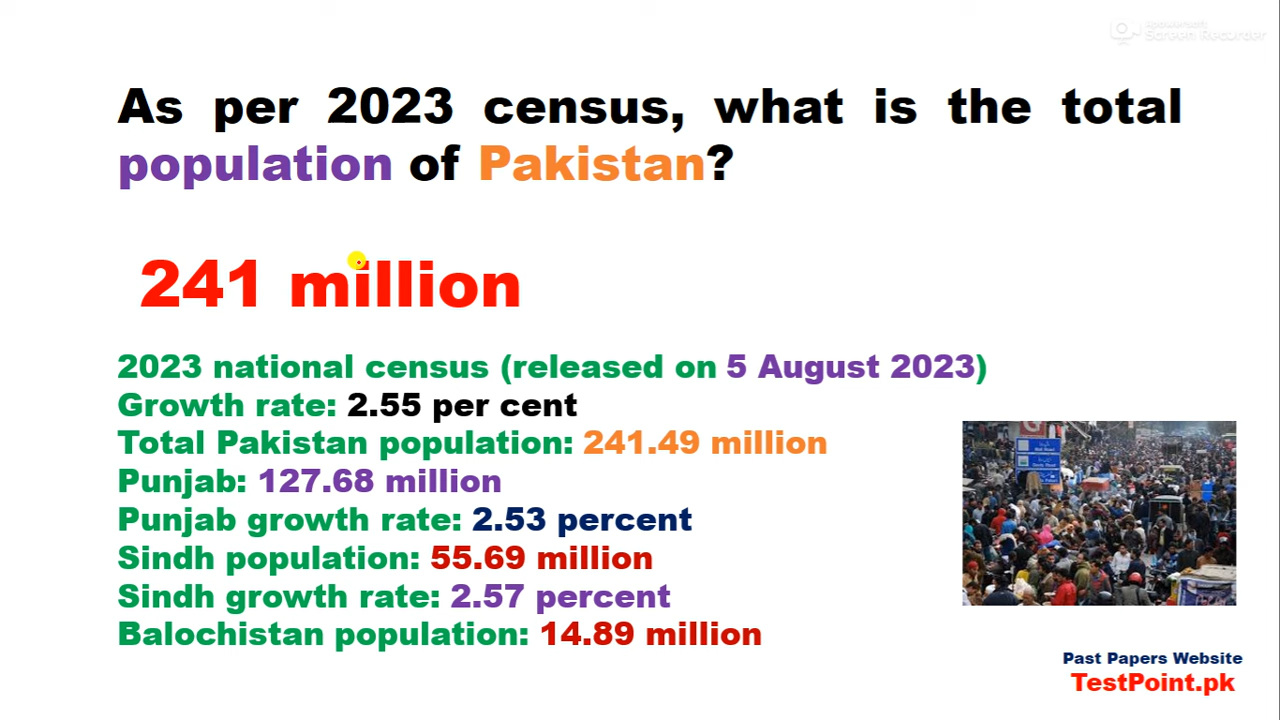 Apowersoft
Screen Recorder
As per 2023 census, what is the total
population of Pakistan?
241 million
2023 national census (released on 5 August 2023)
Growth rate: 2.55 per cent
Total Pakistan population: 241.49 million
Punjab: 127.68 million
Punjab growth rate: 2.53 percent
Sindh population: 55.69 million
Sindh growth rate: 2.57 percent
Balochistan population: 14.89 million
Past Papers Website
TestPoint.pk